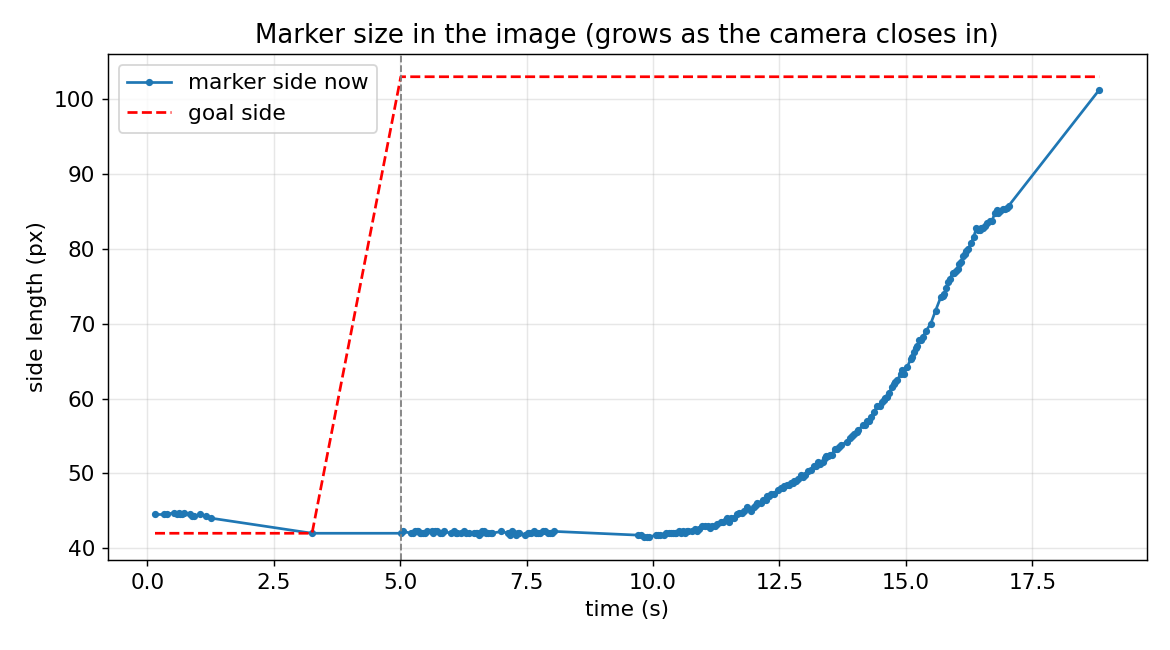 Marker size in the image (grows as the camera closes in)
marker side now
goal side
side length (px)
100
90
80
70
60
50
40
0.0 2.5 5.0 7.5 10.0 12.5 15.0 17.5
time (s)